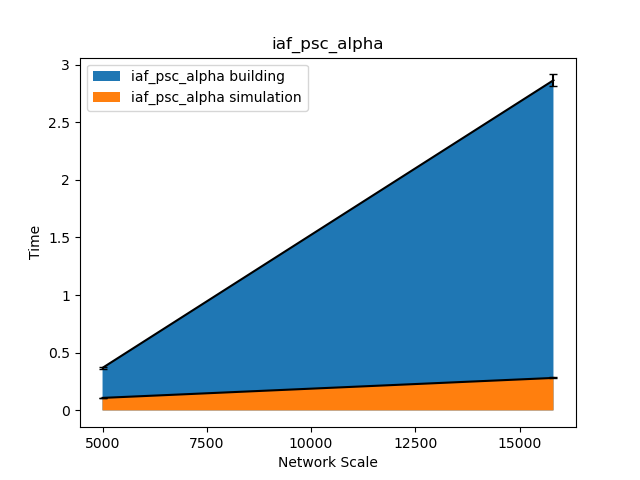 iaf_psc_alpha
iaf_psc_alpha building
iaf_psc_alpha simulation
3
2.5
2
1.5
1
0.5
0
Time
5000 7500 10000 12500 15000
Network Scale